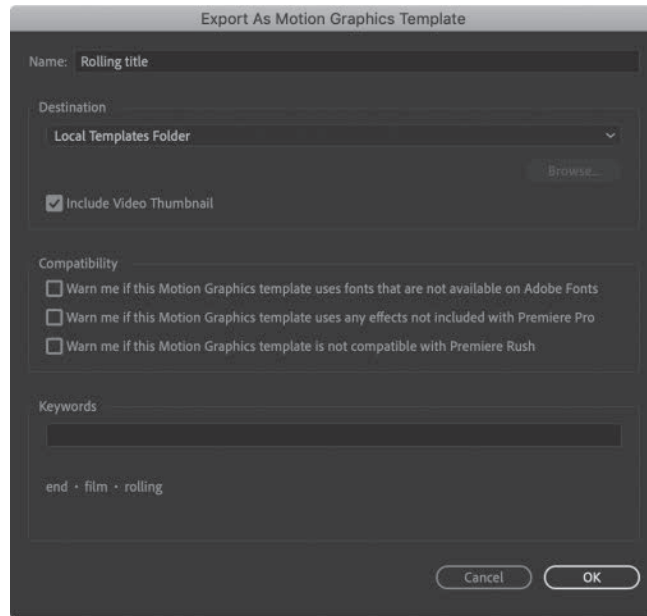 Export As Motion Graphics Template
Name: Rolling title
Destination
Local Templates Folder
Browse...
Include Video Thumbnail
Compatibility
Warn me if this Motion Graphics template uses fonts that are not available on Adobe Fonts
Warn me if this Motion Graphics template uses any effects not included with Premiere Pro
Warn me if this Motion Graphics template is not compatible with Premiere Rush
Keywords
end • film • rolling
Cancel OK